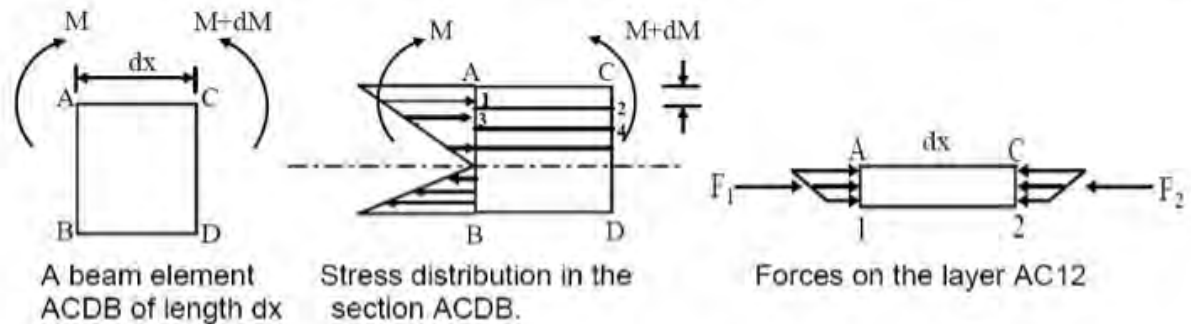 M M+dM
dx
A C
B D
A beam element
ACDB of length dx
M M+dM
A C
1 2
3 4
B D
Stress distribution in the
section ACDB.
A dx C
F₁ F₂
1 2
Forces on the layer AC12